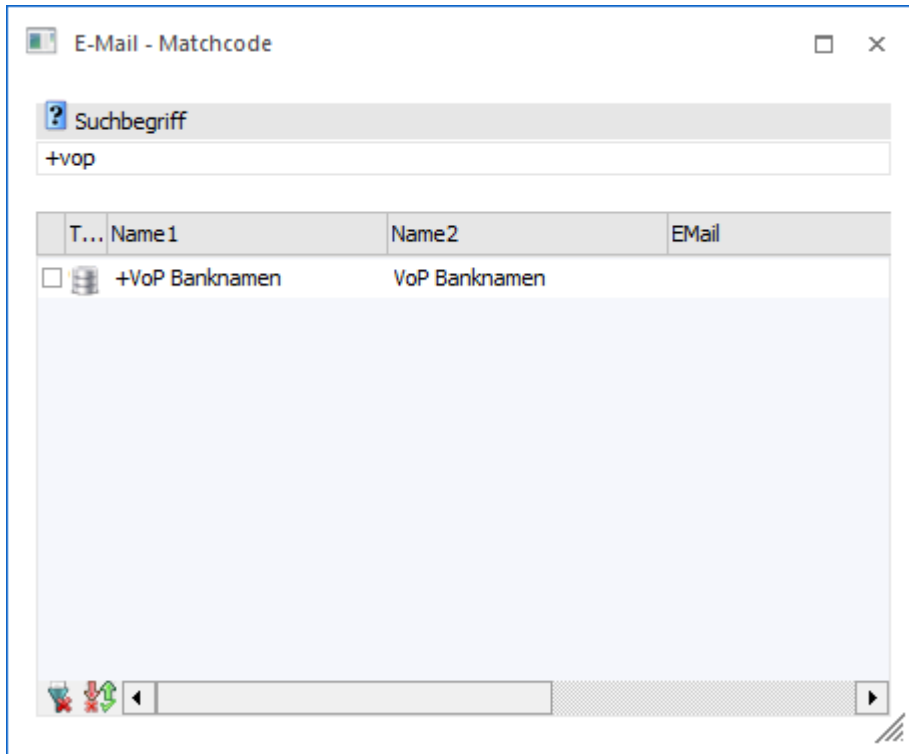 E-Mail - Matchcode
Suchbegriff
+vop
T... Name1 Name2 EMail
+VoP Banknamen VoP Banknamen